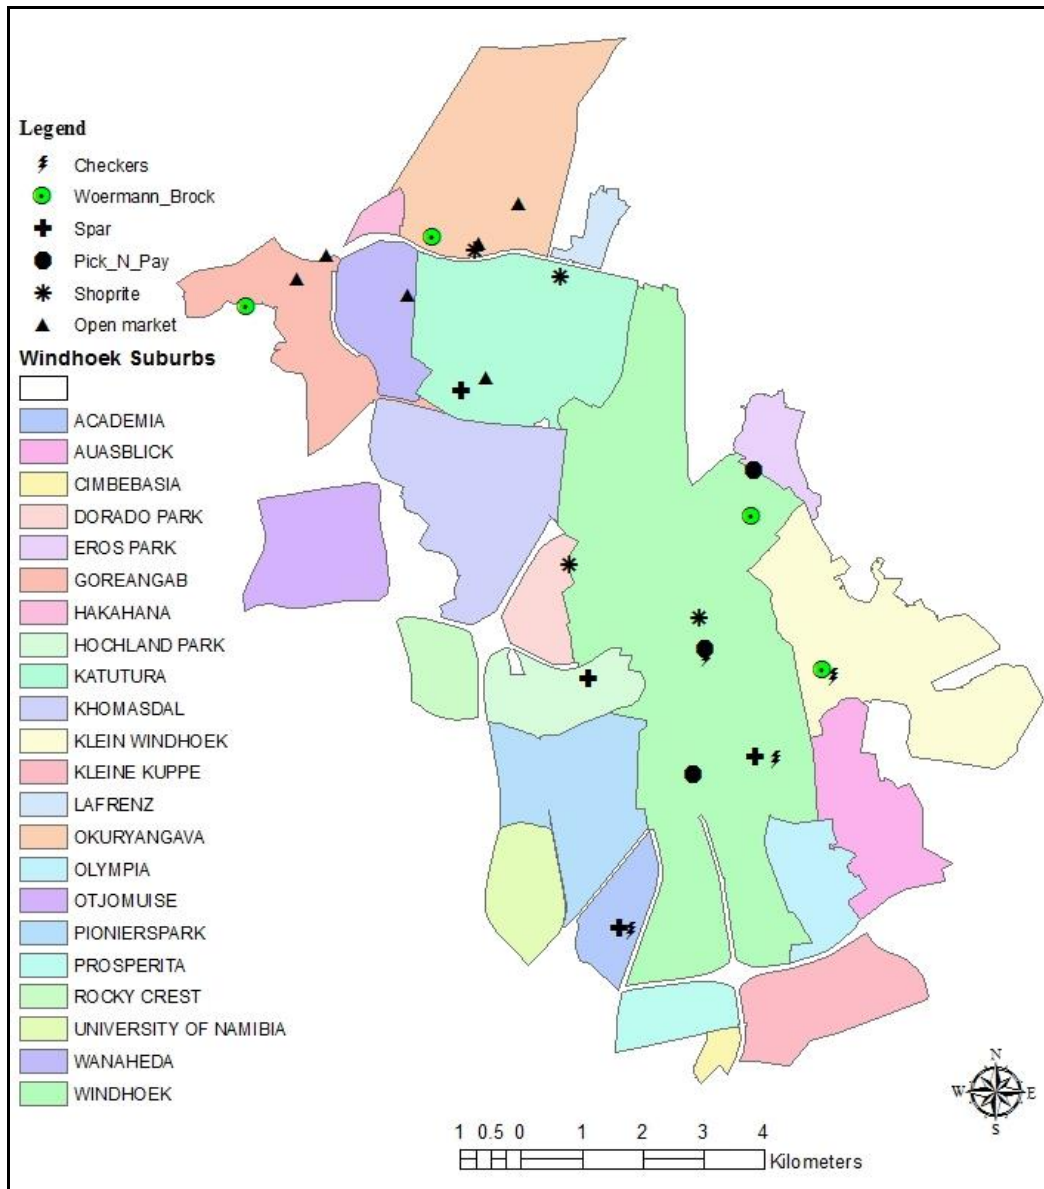 Legend
Checkers
Woermann_Brock
Spar
Pick_N_Pay
Shoprite
Open market
Windhoek Suburbs
ACADEMIA
AUASBLICK
CIMBEBASIA
DORADO PARK
EROS PARK
GOREANGAB
HAKAHANA
HOCHLAND PARK
KATUTURA
KHOMASDAL
KLEIN WINDHOEK
KLEINE KUPPE
LAFRENZ
OKURYANGAVA
OLYMPIA
OTJOMUISE
PIONIERSPARK
PROSPERITA
ROCKY CREST
UNIVERSITY OF NAMIBIA
WANAHEDA
WINDHOEK
N
W E
S
1 0.5 0 1 2 3 4
Kilometers